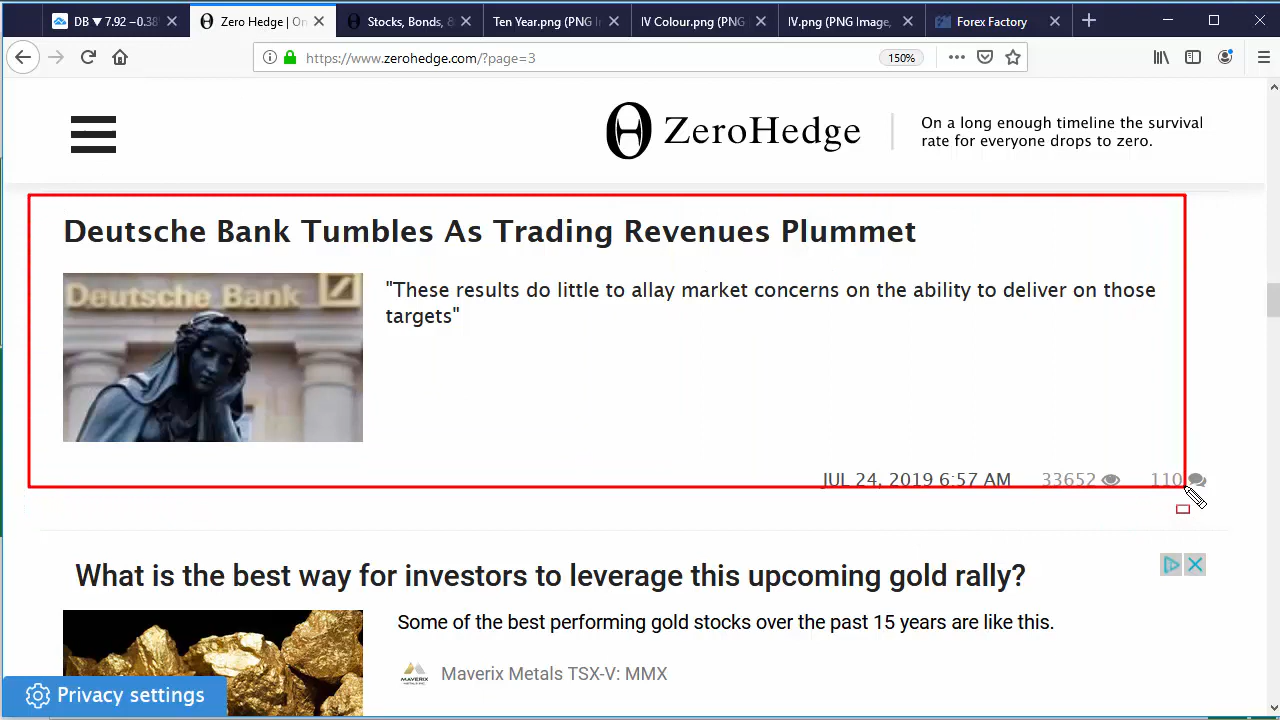 DB ▼ 7.92 −0.38
Zero Hedge | On
Stocks, Bonds, &
Ten Year.png (PNG I
IV Colour.png (PNG
IV.png (PNG Image,
Forex Factory
https://www.zerohedge.com/?page=3
150%
ZeroHedge
On a long enough timeline the survival
rate for everyone drops to zero.
Deutsche Bank Tumbles As Trading Revenues Plummet
Deutsche Bank
"These results do little to allay market concerns on the ability to deliver on those
targets"
JUL 24, 2019 6:57 AM 33652 110
What is the best way for investors to leverage this upcoming gold rally?
Some of the best performing gold stocks over the past 15 years are like this.
MAVERIX
Maverix Metals TSX-V: MMX
Privacy settings